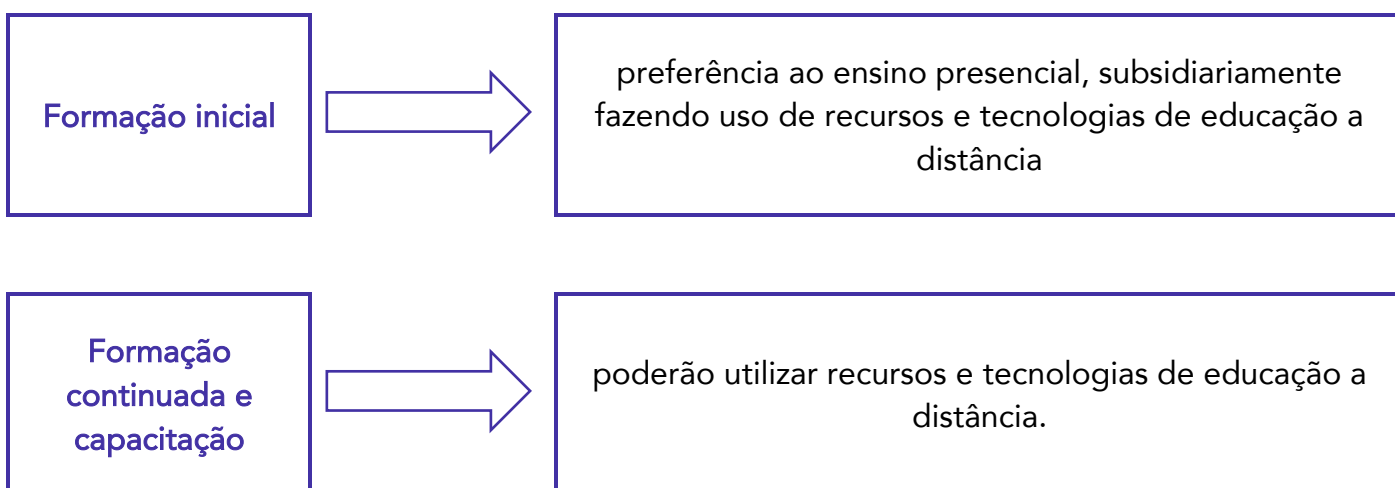 Formação inicial
preferência ao ensino presencial, subsidiariamente
fazendo uso de recursos e tecnologias de educação a
distância
Formação
continuada e
capacitação
poderão utilizar recursos e tecnologias de educação a
distância.